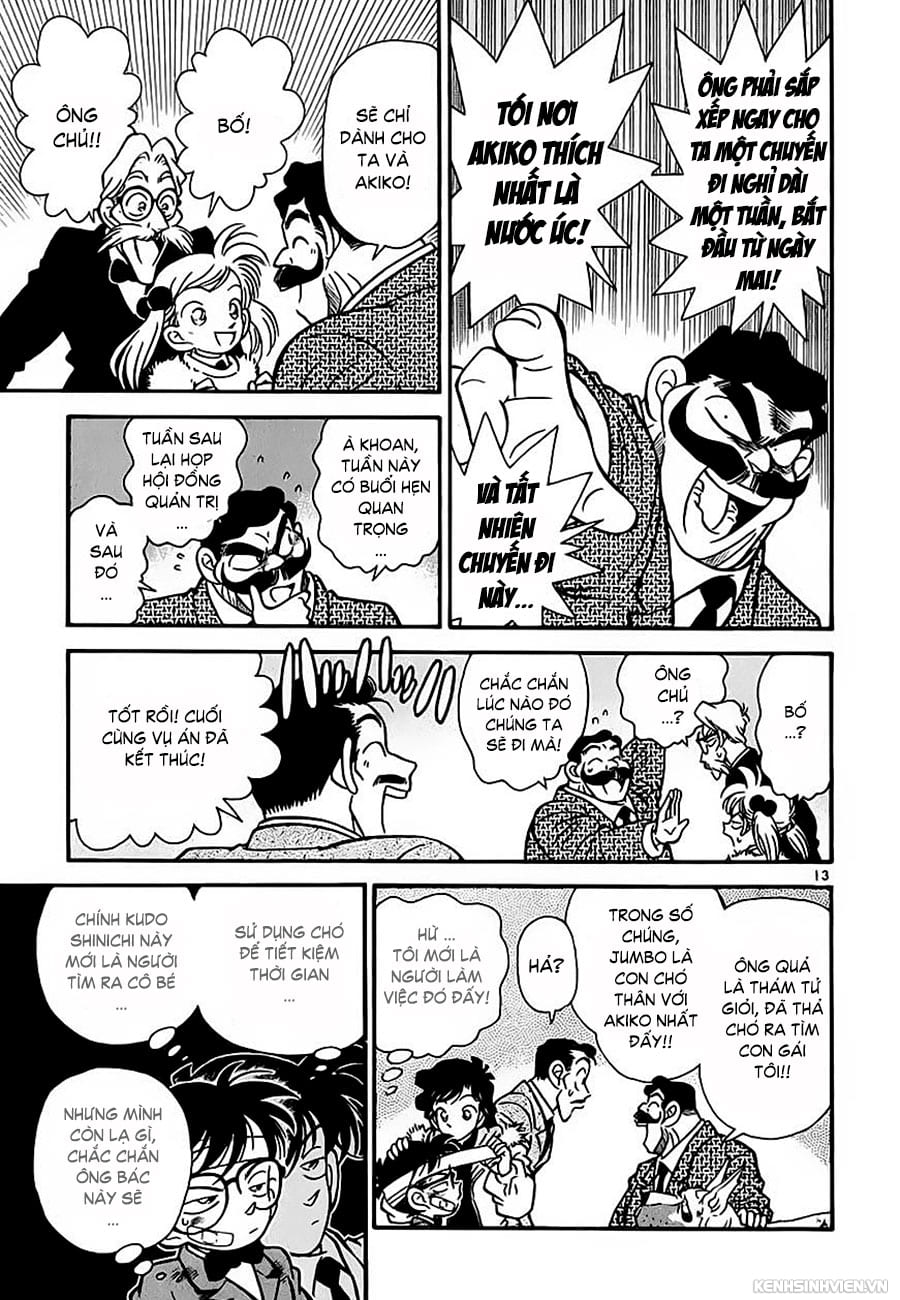 ÔNG PHẢI SẮP
XẾP NGAY CHO
TA MỘT CHUYẾN
ĐI NGHỈ DÀI
MỘT TUẦN, BẮT
ĐẦU TỪ NGÀY
MAI!
TỚI NƠI
AKIKO THÍCH
NHẤT LÀ
NƯỚC ÚC!
VÀ TẤT
NHIÊN
CHUYẾN ĐI
NÀY...
SẼ CHỈ
DÀNH CHO
TA VÀ
AKIKO!
BỐ!
ÔNG
CHỦ!!
À KHOAN,
TUẦN NÀY
CÓ BUỔI HẸN
QUAN
TRỌNG
...
TUẦN SAU
LẠI HỌP
HỘI ĐỒNG
QUẢN TRỊ
...
VÀ
SAU
ĐÓ
...
BỐ
...?
ÔNG
CHỦ
...?
CHẮC CHẮN
LÚC NÀO ĐÓ
CHÚNG TA
SẼ ĐI MÀ!
TỐT RỒI! CUỐI
CÙNG VỤ ÁN ĐÃ
KẾT THÚC!
13
ÔNG QUẢ
LÀ THÁM TỬ
GIỎI, ĐÃ THẢ
CHÓ RA TÌM
CON GÁI
TÔI!!
TRONG SỐ
CHÚNG,
JUMBO LÀ
CON CHÓ
THÂN VỚI
AKIKO NHẤT
ĐẤY!!
HẢ?
HỪ ...
TÔI MỚI LÀ
NGƯỜI LÀM
VIỆC ĐÓ ĐẤY!
SỬ DỤNG CHÓ
ĐỂ TIẾT KIỆM
THỜI GIAN
...
CHÍNH KUDO
SHINICHI NÀY
MỚI LÀ NGƯỜI
TÌM RA CÔ BÉ
...
NHƯNG MÌNH
CÒN LẠ GÌ,
CHẮC CHẮN
ÔNG BÁC
NÀY SẼ
...
KENHSINHVIEN.VN